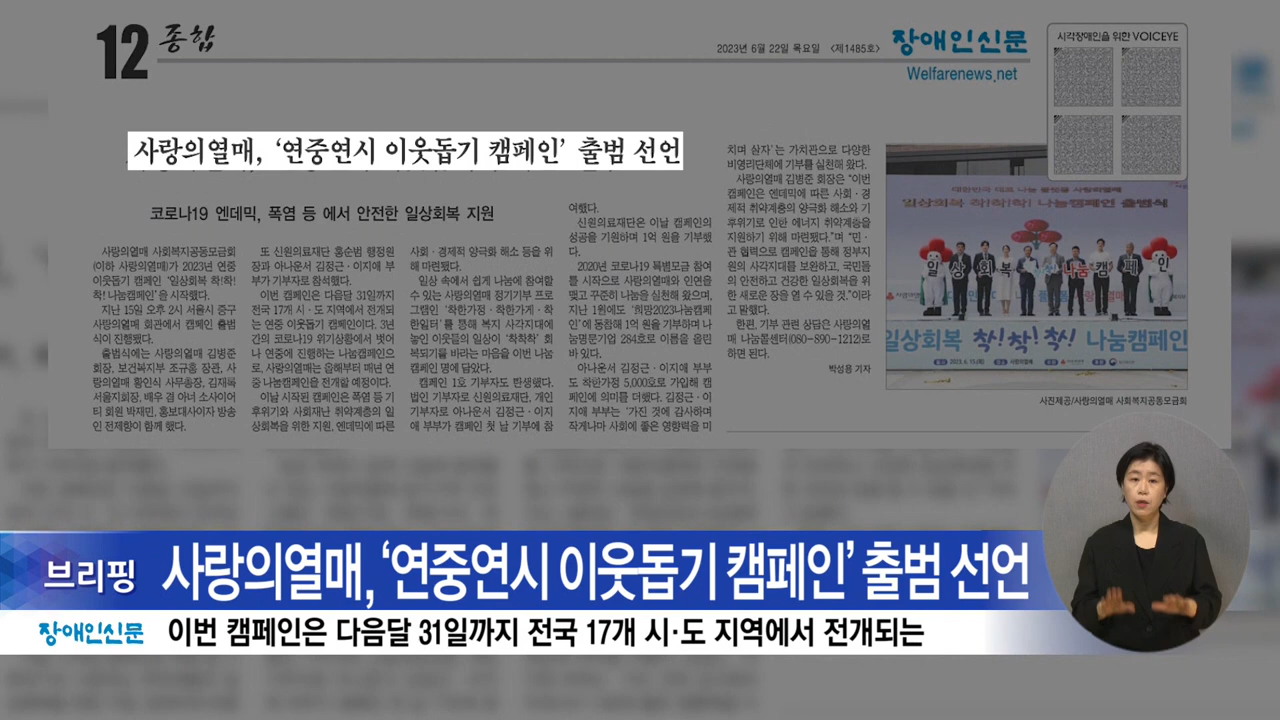 12 종합
2023년 6월 22일 목요일 <제1485호>
장애인신문
Welfarenews.net
시각장애인을 위한 VOICEYE
사랑의열매, ‘연중연시 이웃돕기 캠페인’ 출범 선언
코로나19 엔데믹, 폭염 등 에서 안전한 일상회복 지원
사랑의열매 사회복지공동모금회
(이하 사랑의열매)가 2023년 연중
이웃돕기 캠페인 ‘일상회복 착!착!
착! 나눔캠페인’을 시작했다.
지난 15일 오후 2시 서울시 중구
사랑의열매 회관에서 캠페인 출범
식이 진행됐다.
출범식에는 사랑의열매 김병준
회장, 보건복지부 조규홍 장관, 사
랑의열매 황인식 사무총장, 김재록
서울지회장, 배우 겸 아너 소사이어
티 회원 박재민, 홍보대사이자 방송
인 전제향이 함께 했다.
또 신원의료재단 홍순범 행정원
장과 아나운서 김정근·이지애 부
부가 기부자로 참석했다.
이번 캠페인은 다음달 31일까지
전국 17개 시·도 지역에서 전개되
는 연중 이웃돕기 캠페인이다. 3년
간의 코로나19 위기상황에서 벗어
나 연중에 진행하는 나눔캠페인으
로, 사랑의열매는 올해부터 매년 연
중 나눔캠페인을 전개할 예정이다.
이날 시작된 캠페인은 폭염 등 기
후위기와 사회재난 취약계층의 일
상회복을 위한 지원, 엔데믹에 따른
사회·경제적 양극화 해소 등을 위
해 마련됐다.
일상 속에서 쉽게 나눔에 참여할
수 있는 사랑의열매 정기기부 프로
그램인 ‘착한가정·착한가게·착
한일터’를 통해 복지 사각지대에
놓인 이웃들의 일상이 ‘착착착’ 회
복되기를 바라는 마음을 이번 나눔
캠페인 명에 담았다.
캠페인 1호 기부자도 탄생했다.
법인 기부자로 신원의료재단, 개인
기부자로 아나운서 김정근·이지
애 부부가 캠페인 첫 날 기부에 참
여했다.
신원의료재단은 이날 캠페인의
성공을 기원하며 1억 원을 기부했
다.
2020년 코로나19 특별모금 참여
를 시작으로 사랑의열매와 인연을
맺고 꾸준히 나눔을 실천해 왔으며,
지난 1월에도 ‘희망2023나눔캠페
인’에 동참해 1억 원을 기부하며 나
눔명문기업 284호로 이름을 올린
바 있다.
아나운서 김정근·이지애 부부
도 착한가정 5,000호로 가입해 캠
페인에 의미를 더했다. 김정근·이
지애 부부는 ‘가진 것에 감사하며
작게나마 사회에 좋은 영향력을 미
치며 살자’는 가치관으로 다양한
비영리단체에 기부를 실천해 왔다.
사랑의열매 김병준 회장은 “이번
캠페인은 엔데믹에 따른 사회·경
제적 취약계층의 양극화 해소와 기
후위기로 인한 에너지 취약계층을
지원하기 위해 마련됐다.”며 “민·
관 협력으로 캠페인을 통해 정부지
원의 사각지대를 보완하고, 국민들
의 안전하고 건강한 일상회복을 위
한 새로운 장을 열 수 있을 것.”이라
고 말했다.
한편, 기부 관련 상담은 사랑의열
매 나눔콜센터(080-890-1212)로
하면 된다.
박성용 기자
대한민국 대표 나눔 플랫폼 사랑의열매
일상회복 착!착!착! 나눔캠페인 출범식
일상회복 나눔캠페인
일상회복 착!착!착! 나눔캠페인
사진제공/사랑의열매 사회복지공동모금회
브리핑 사랑의열매, ‘연중연시 이웃돕기 캠페인’ 출범 선언
장애인신문 이번 캠페인은 다음달 31일까지 전국 17개 시·도 지역에서 전개되는